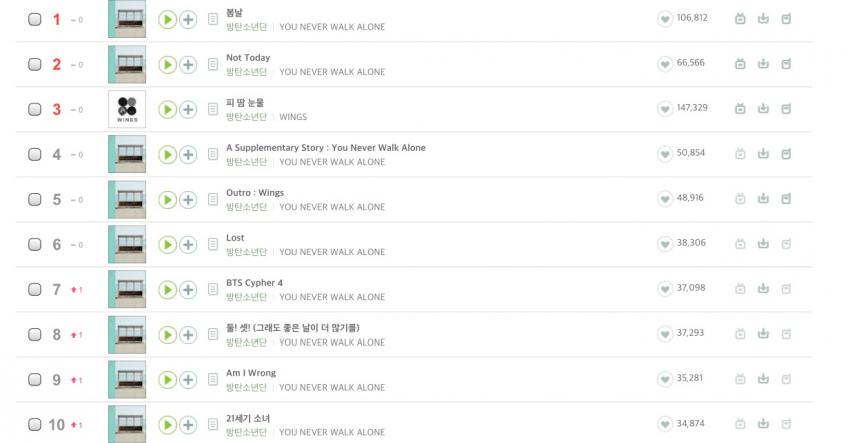 1 – 0
봄날
방탄소년단 | YOU NEVER WALK ALONE
106,812
2 – 0
Not Today
방탄소년단 | YOU NEVER WALK ALONE
66,566
3 – 0
WINGS
피 땀 눈물
방탄소년단 | WINGS
147,329
4 – 0
A Supplementary Story : You Never Walk Alone
방탄소년단 | YOU NEVER WALK ALONE
50,854
5 – 0
Outro : Wings
방탄소년단 | YOU NEVER WALK ALONE
48,916
6 – 0
Lost
방탄소년단 | YOU NEVER WALK ALONE
38,306
7 1
BTS Cypher 4
방탄소년단 | YOU NEVER WALK ALONE
37,098
8 1
둘! 셋! (그래도 좋은 날이 더 많기를)
방탄소년단 | YOU NEVER WALK ALONE
37,293
9 1
Am I Wrong
방탄소년단 | YOU NEVER WALK ALONE
35,281
10 1
21세기 소녀
방탄소년단 | YOU NEVER WALK ALONE
34,874